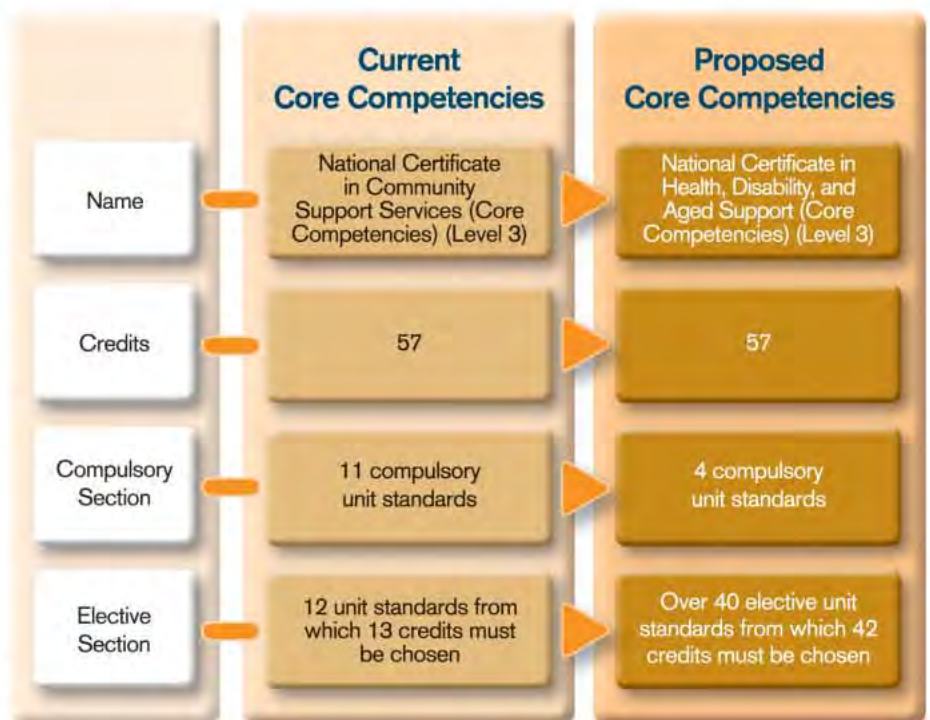 Current
Core Competencies
Proposed
Core Competencies
Name
National Certificate
in Community
Support Services (Core
Competencies) (Level 3)
National Certificate in
Health, Disability, and
Aged Support (Core
Competencies) (Level 3)
Credits
57
57
Compulsory
Section
11 compulsory
unit standards
4 compulsory
unit standards
Elective
Section
12 unit standards from
which 13 credits must
be chosen
Over 40 elective unit
standards from which 42
credits must be chosen